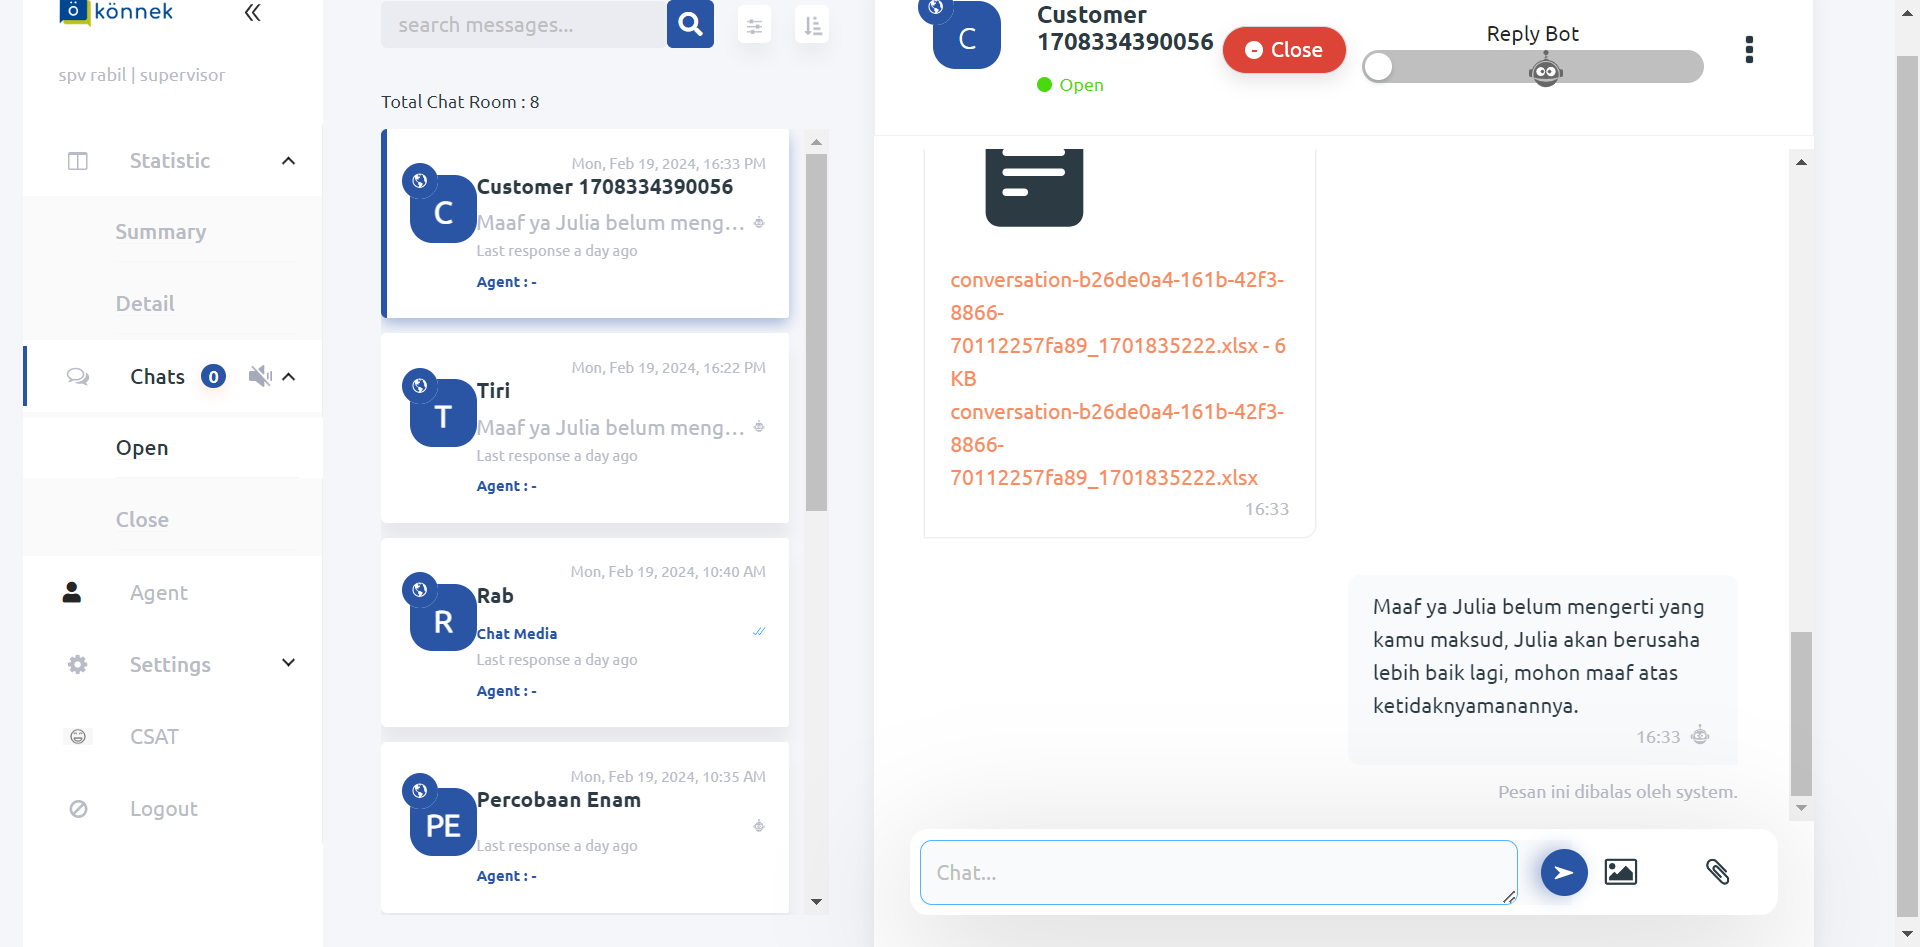 könnek
spv rabil | supervisor
Statistic
Summary
Detail
Chats 0
Open
Close
Agent
Settings
CSAT
Logout
search messages...
Total Chat Room : 8
Mon, Feb 19, 2024, 16:33 PM
C
Customer 1708334390056
Maaf ya Julia belum meng...
Last response a day ago
Agent : -
Mon, Feb 19, 2024, 16:22 PM
T
Tiri
Maaf ya Julia belum meng...
Last response a day ago
Agent : -
Mon, Feb 19, 2024, 10:40 AM
R
Rab
Chat Media
Last response a day ago
Agent : -
Mon, Feb 19, 2024, 10:35 AM
PE
Percobaan Enam
Last response a day ago
Agent : -
C
Customer
1708334390056
Open
Close
Reply Bot
conversation-b26de0a4-161b-42f3-
8866-
70112257fa89_1701835222.xlsx - 6
KB
conversation-b26de0a4-161b-42f3-
8866-
70112257fa89_1701835222.xlsx
16:33
Maaf ya Julia belum mengerti yang
kamu maksud, Julia akan berusaha
lebih baik lagi, mohon maaf atas
ketidaknyamanannya.
16:33
Pesan ini dibalas oleh system.
Chat...